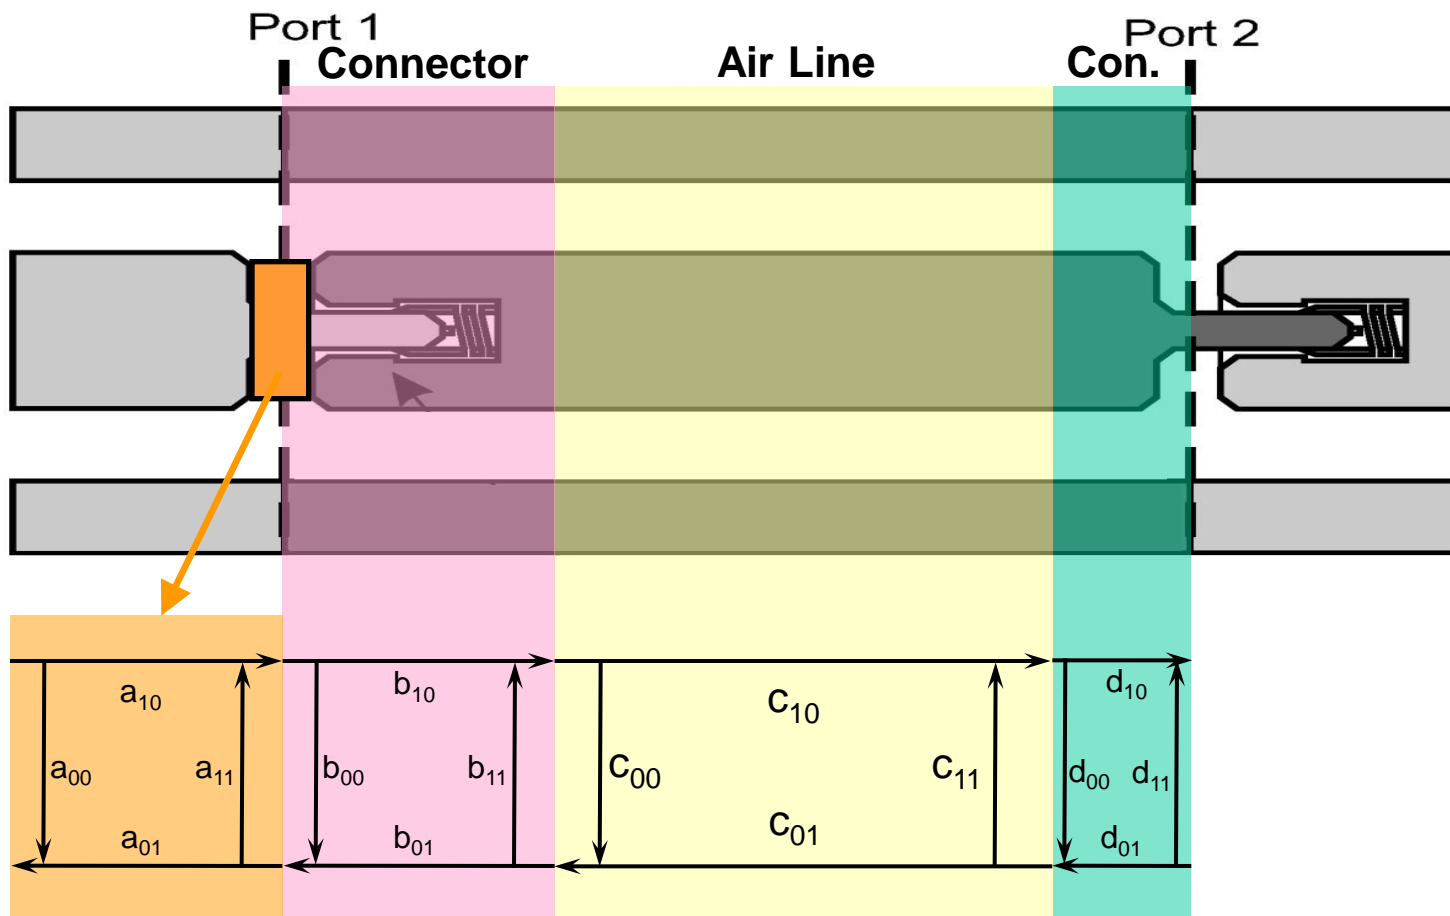 Port 1
Port 2
Connector
Air Line
Con.
a10
b10
c10
d10
a00
a11
b00
b11
c00
c11
d00
d11
a01
b01
c01
d01